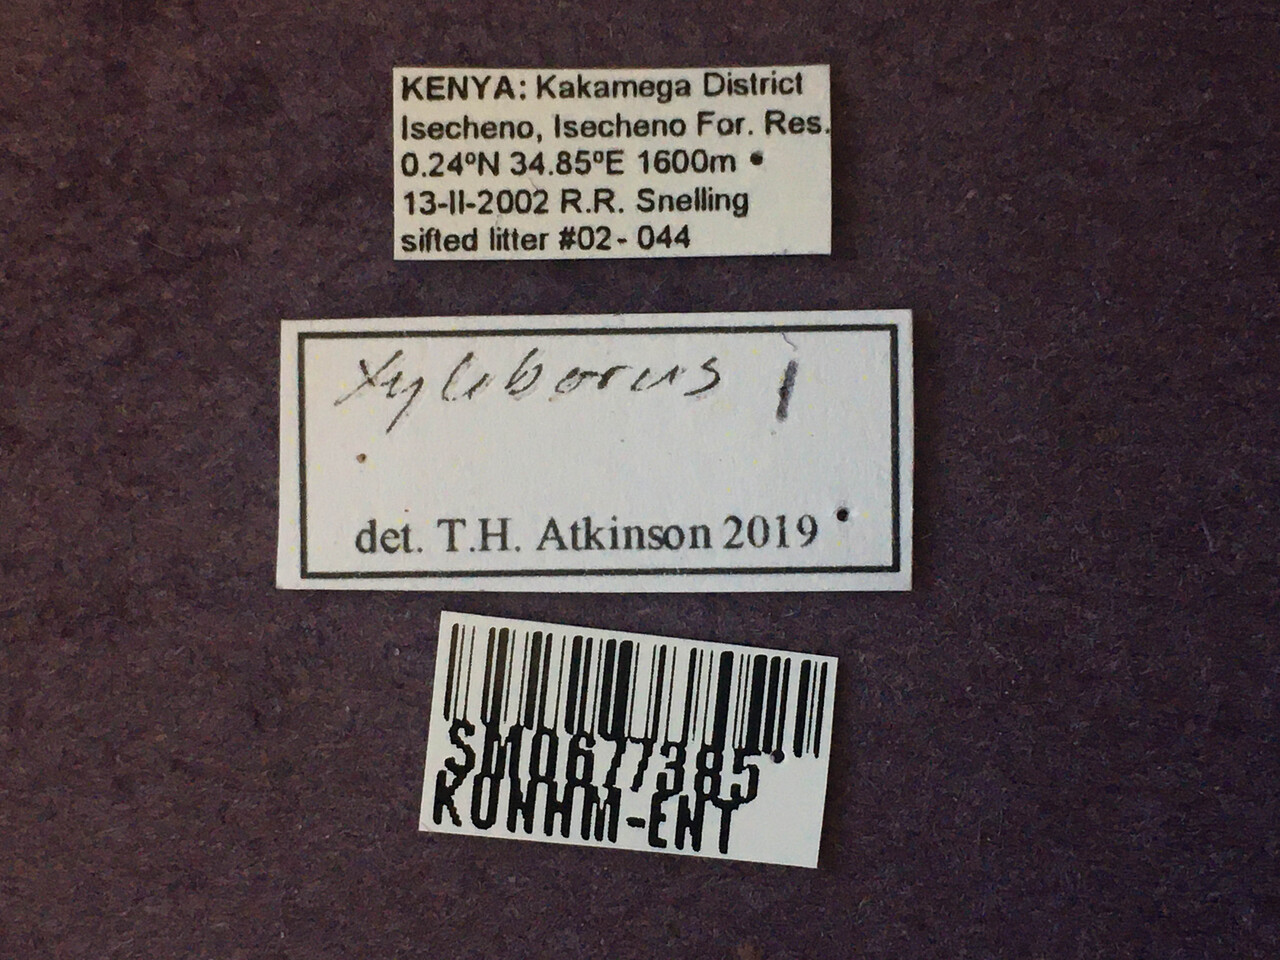 KENYA: Kakamega District
Isecheno, Isecheno For. Res.
0.24ºN 34.85ºE 1600m
13-II-2002 R.R. Snelling
sifted litter #02-044
Xyleborus 1
det. T.H. Atkinson 2019
SM0677385
KUNHM-ENT